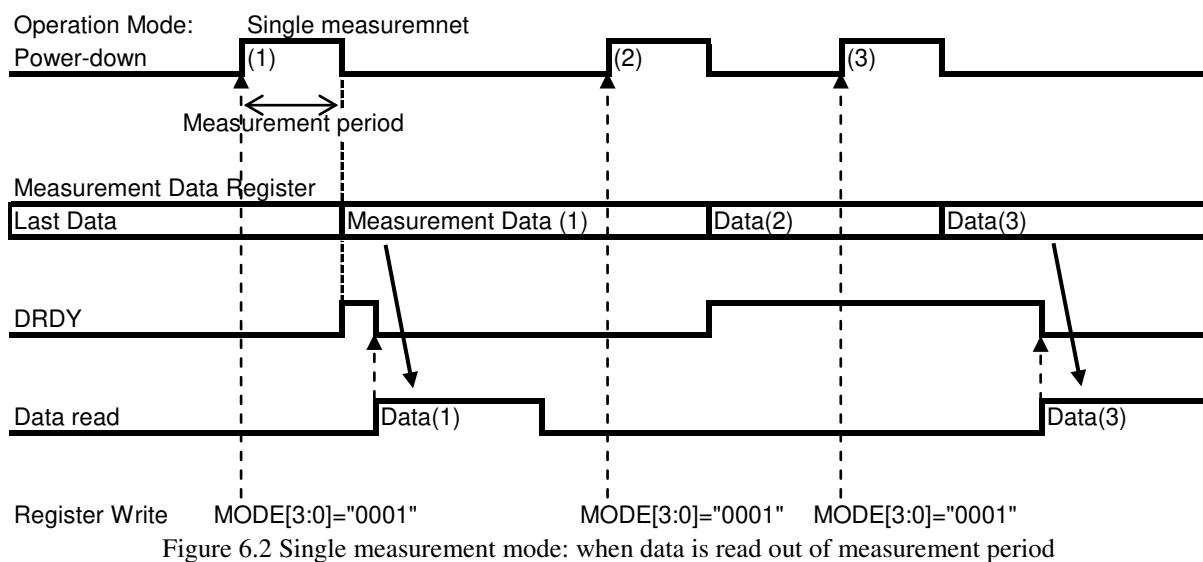 Operation Mode: Single measuremnet
Power-down
(1) (2) (3)
Measurement period
Measurement Data Register
Last Data Measurement Data (1) Data(2) Data(3)
DRDY
Data read Data(1) Data(3)
Register Write MODE[3:0]="0001" MODE[3:0]="0001" MODE[3:0]="0001"
Figure 6.2 Single measurement mode: when data is read out of measurement period